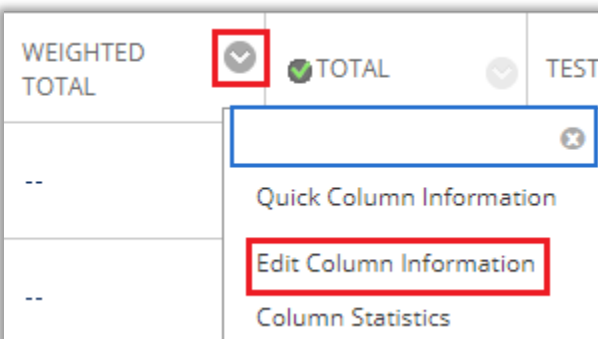 WEIGHTED
TOTAL
TOTAL
TEST
--
Quick Column Information
Edit Column Information
--
Column Statistics